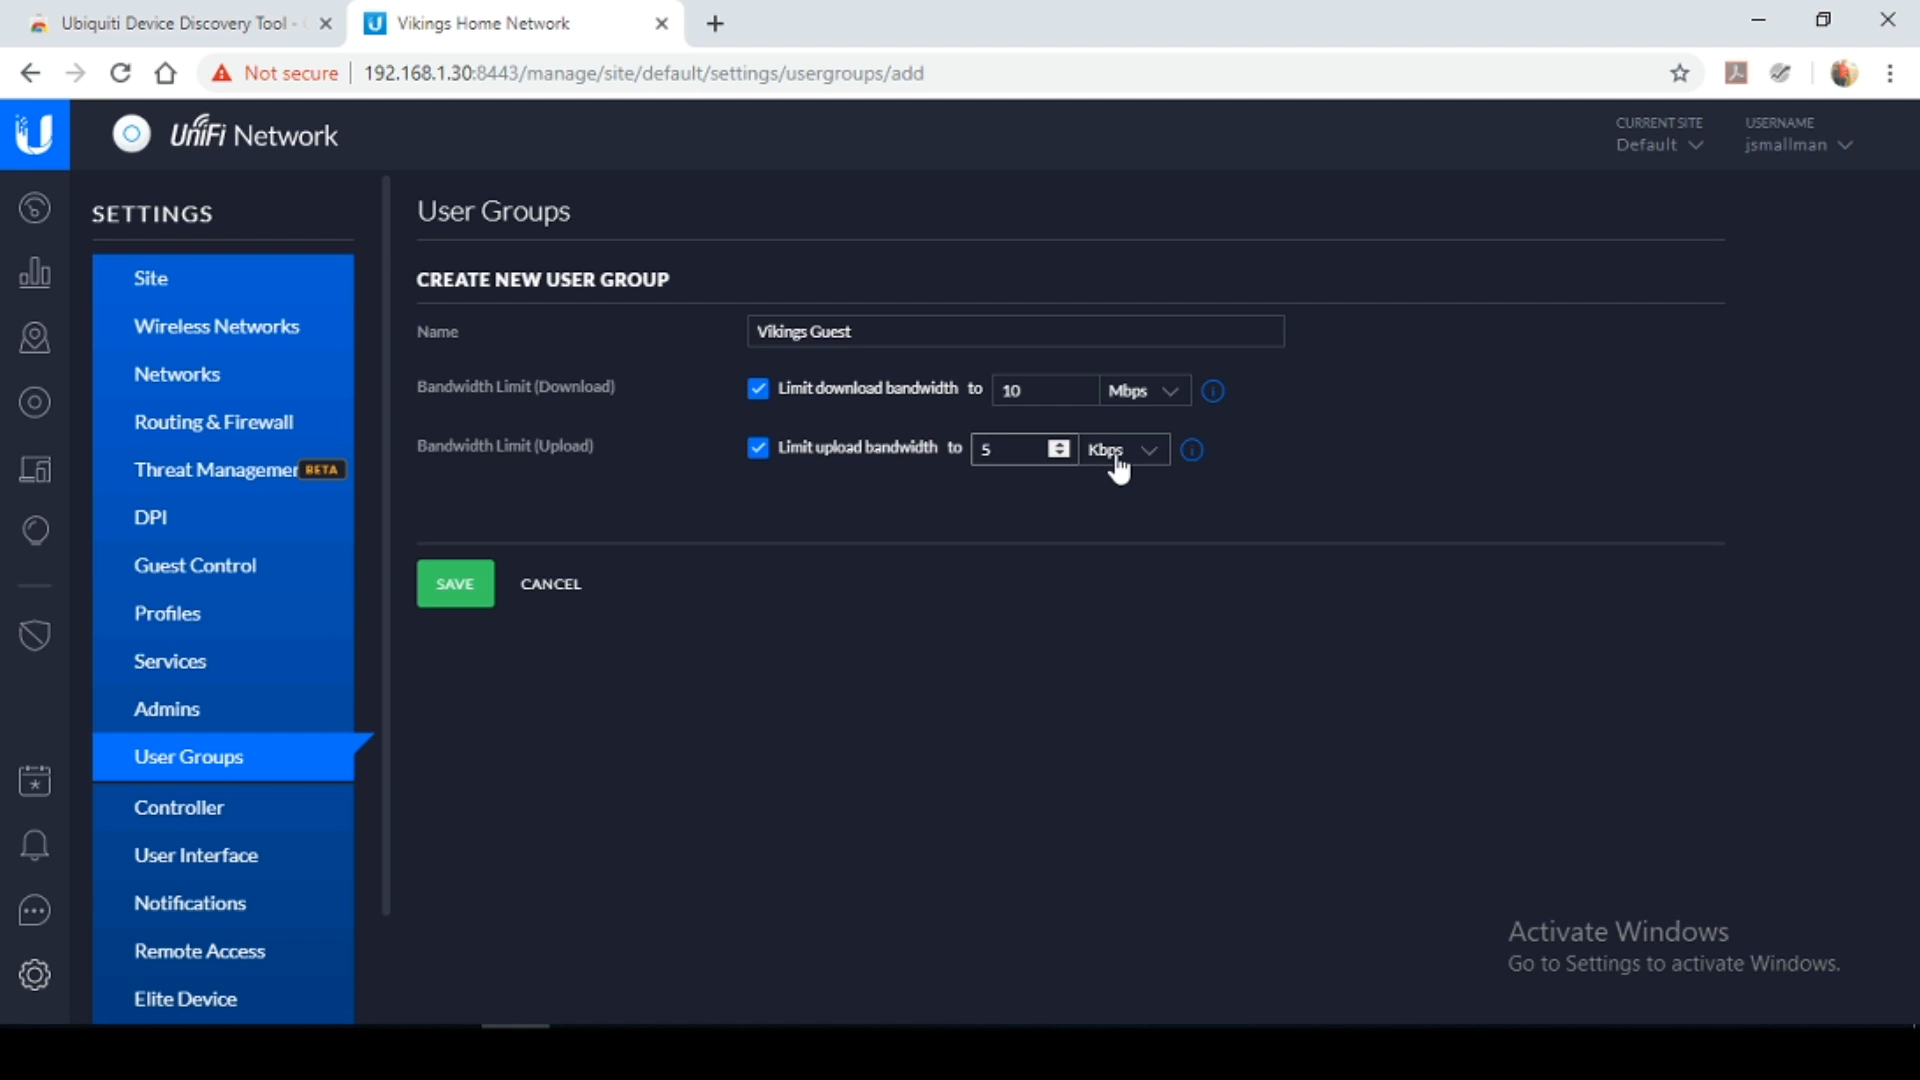 Ubiquiti Device Discovery Tool -
Vikings Home Network
Not secure
192.168.1.30:8443/manage/site/default/settings/usergroups/add
UniFi Network
CURRENT SITE
Default
USERNAME
jsmallman
SETTINGS
Site
Wireless Networks
Networks
Routing & Firewall
Threat Managemen BETA
DPI
Guest Control
Profiles
Services
Admins
User Groups
Controller
User Interface
Notifications
Remote Access
Elite Device
User Groups
CREATE NEW USER GROUP
Name
Vikings Guest
Bandwidth Limit (Download)
Limit download bandwidth to 10 Mbps
Bandwidth Limit (Upload)
Limit upload bandwidth to 5 Kbps
SAVE
CANCEL
Activate Windows
Go to Settings to activate Windows.